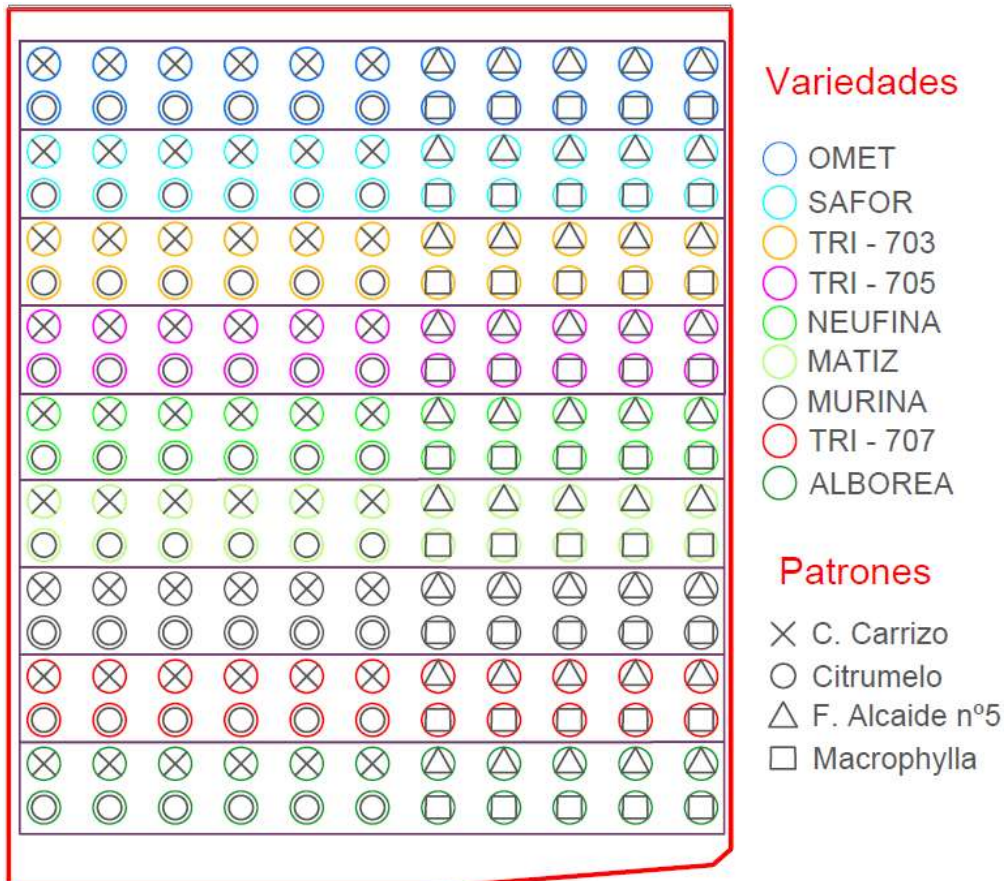 Variedades
OMET
SAFOR
TRI - 703
TRI - 705
NEUFINA
MATIZ
MURINA
TRI - 707
ALBOREA
Patrones
C. Carrizo
Citrumelo
F. Alcaide nº5
Macrophylla